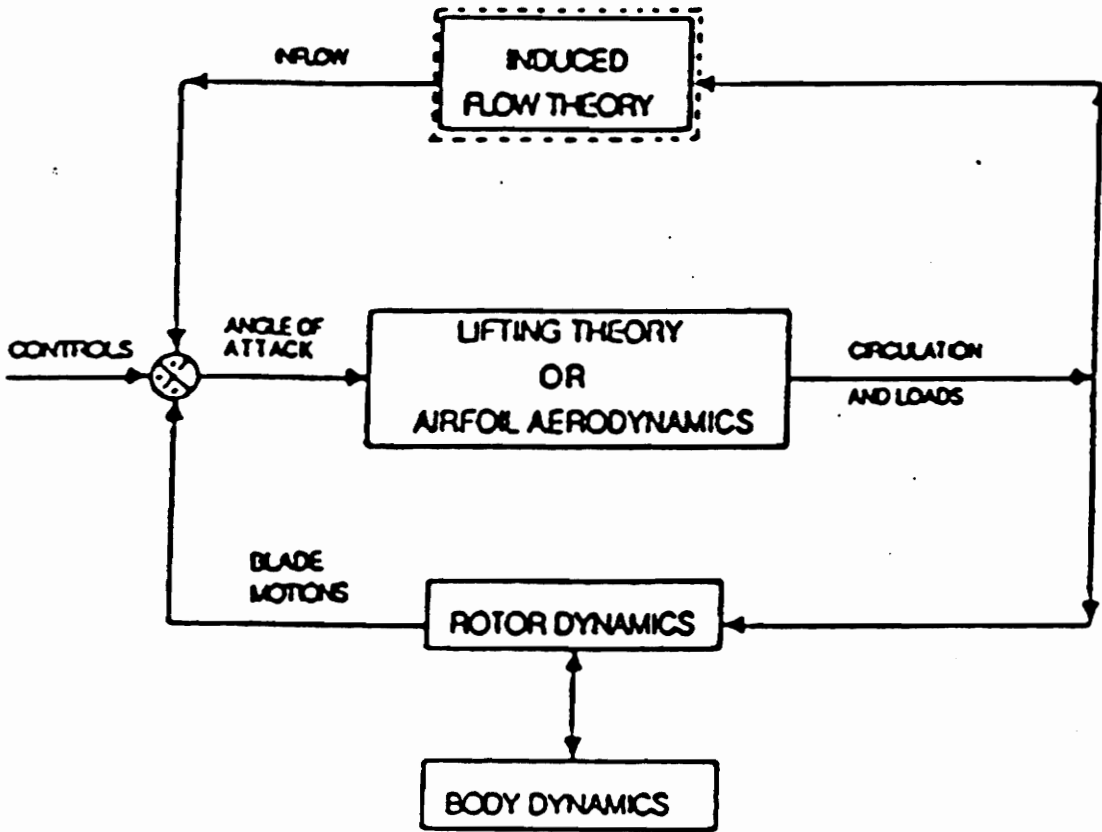 INFLOW
INDUCED
FLOW THEORY
CONTROLS
ANGLE OF
ATTACK
LIFTING THEORY
OR
AIRFOIL AERODYNAMICS
CIRCULATION
AND LOADS
BLADE
MOTIONS
ROTOR DYNAMICS
BODY DYNAMICS